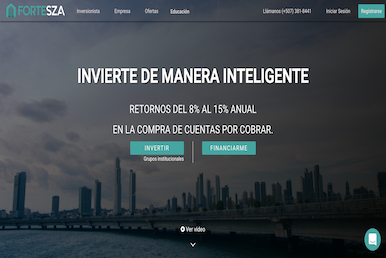 FORTESZA
Inversionista Empresa Ofertas Educación Llámanos (+507) 381-8441 Iniciar Sesión Registrarse
INVIERTE DE MANERA INTELIGENTE
RETORNOS DEL 8% AL 15% ANUAL
EN LA COMPRA DE CUENTAS POR COBRAR.
INVERTIR FINANCIARME
Grupos institucionales
Ver video